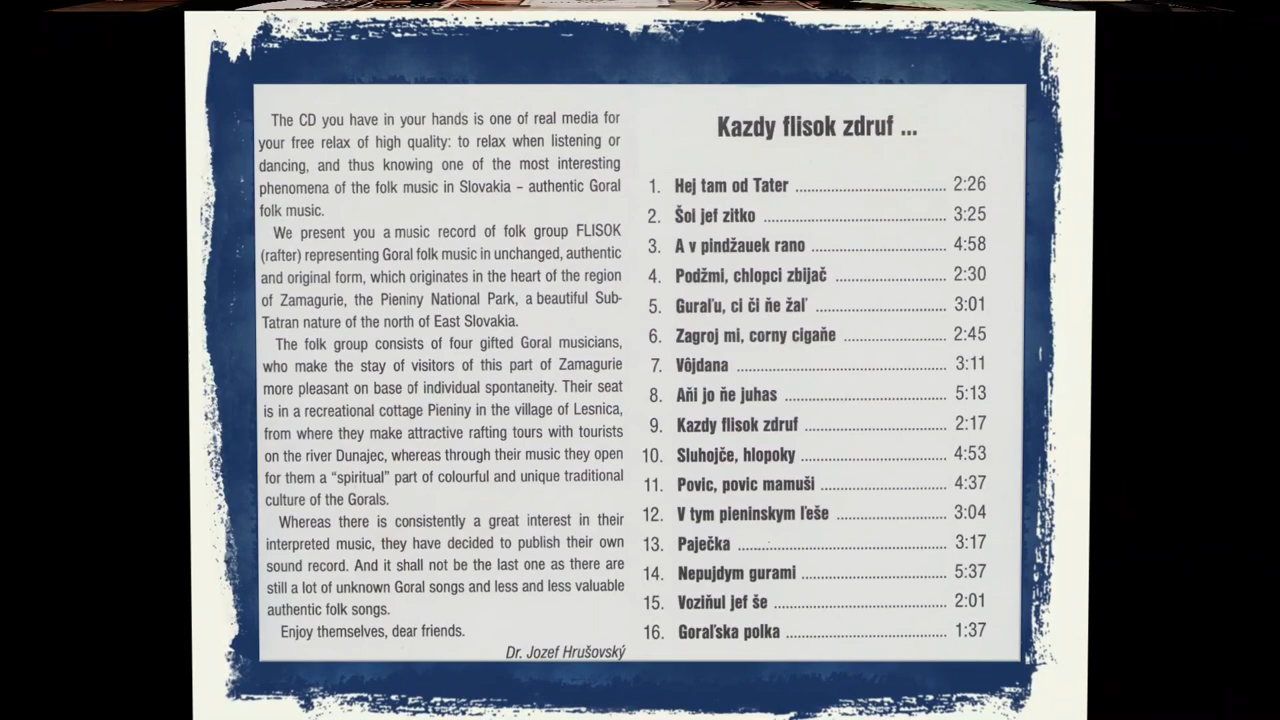 The CD you have in your hands is one of real media for
your free relax of high quality: to relax when listening or
dancing, and thus knowing one of the most interesting
phenomena of the folk music in Slovakia – authentic Goral
folk music.
We present you a music record of folk group FLISOK
(rafter) representing Goral folk music in unchanged, authentic
and original form, which originates in the heart of the region
of Zamagurie, the Pieniny National Park, a beautiful Sub-
Tatran nature of the north of East Slovakia.
The folk group consists of four gifted Goral musicians,
who make the stay of visitors of this part of Zamagurie
more pleasant on base of individual spontaneity. Their seat
is in a recreational cottage Pieniny in the village of Lesnica,
from where they make attractive rafting tours with tourists
on the river Dunajec, whereas through their music they open
for them a “spiritual” part of colourful and unique traditional
culture of the Gorals.
Whereas there is consistently a great interest in their
interpreted music, they have decided to publish their own
sound record. And it shall not be the last one as there are
still a lot of unknown Goral songs and less and less valuable
authentic folk songs.
Enjoy themselves, dear friends.
Dr. Jozef Hrušovský
Kazdy flisok zdruf ...
1. Hej tam od Tater ........ 2:26
2. Šol jef zitko ........ 3:25
3. A v pindžauek rano ........ 4:58
4. Podžmi, chlopci zbijač ........ 2:30
5. Guraľu, ci či ňe žaľ ........ 3:01
6. Zagroj mi, corny cigaňe ........ 2:45
7. Vôjdana ........ 3:11
8. Aňi jo ňe juhas ........ 5:13
9. Kazdy flisok zdruf ........ 2:17
10. Sluhojče, hlopoky ........ 4:53
11. Povic, povic mamuši ........ 4:37
12. V tym pieninskym ľeše ........ 3:04
13. Paječka ........ 3:17
14. Nepujdym gurami ........ 5:37
15. Voziňul jef še ........ 2:01
16. Goraľska polka ........ 1:37